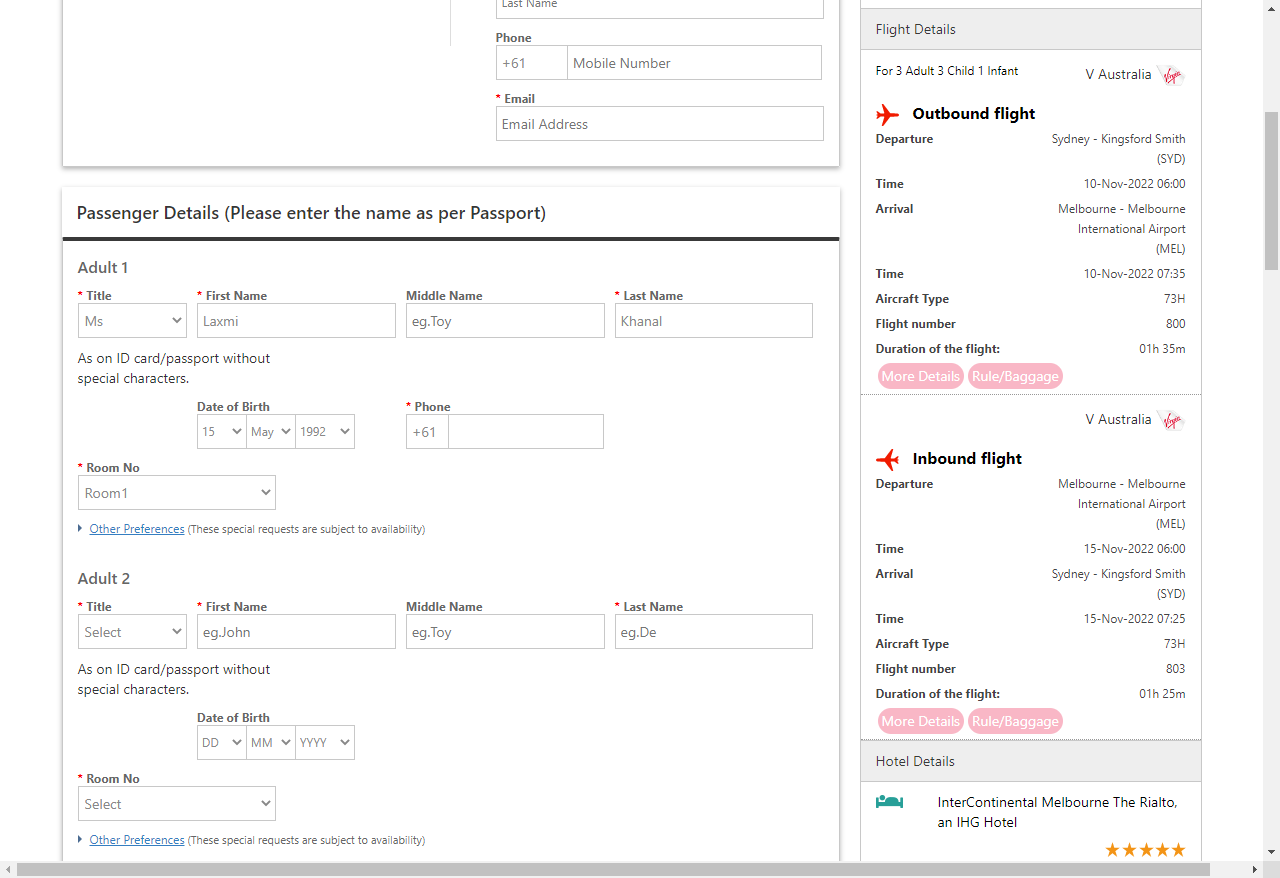 Last Name
Phone
+61 Mobile Number
* Email
Email Address
Passenger Details (Please enter the name as per Passport)
Adult 1
* Title * First Name Middle Name * Last Name
Ms Laxmi eg.Toy Khanal
As on ID card/passport without
special characters.
Date of Birth * Phone
15 May 1992 +61
* Room No
Room1
Other Preferences (These special requests are subject to availability)
Adult 2
* Title * First Name Middle Name * Last Name
Select eg.John eg.Toy eg.De
As on ID card/passport without
special characters.
Date of Birth
DD MM YYYY
* Room No
Select
Other Preferences (These special requests are subject to availability)
Flight Details
For 3 Adult 3 Child 1 Infant V Australia Virgin
Outbound flight
Departure Sydney - Kingsford Smith
(SYD)
Time 10-Nov-2022 06:00
Arrival Melbourne - Melbourne
International Airport
(MEL)
Time 10-Nov-2022 07:35
Aircraft Type 73H
Flight number 800
Duration of the flight: 01h 35m
More Details Rule/Baggage
V Australia Virgin
Inbound flight
Departure Melbourne - Melbourne
International Airport
(MEL)
Time 15-Nov-2022 06:00
Arrival Sydney - Kingsford Smith
(SYD)
Time 15-Nov-2022 07:25
Aircraft Type 73H
Flight number 803
Duration of the flight: 01h 25m
More Details Rule/Baggage
Hotel Details
InterContinental Melbourne The Rialto,
an IHG Hotel